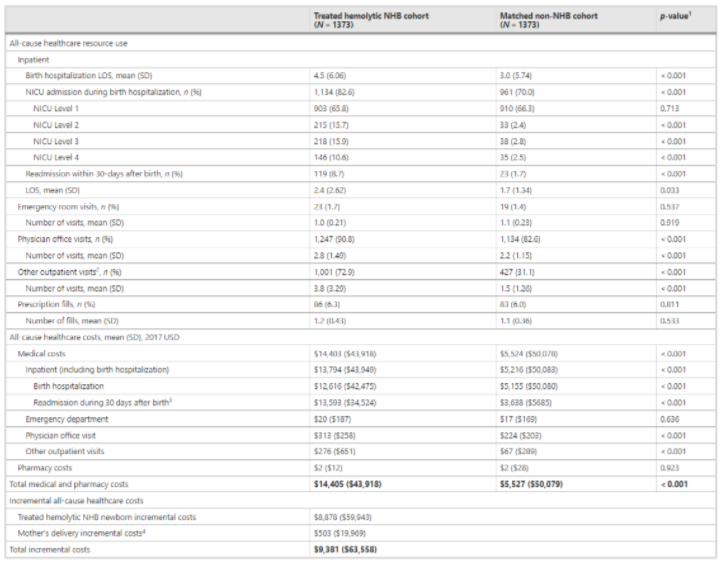 Treated hemolytic NHB cohort Matched non-NHB cohort p-value¹
(N = 1373) (N = 1373)
All-cause healthcare resource use
Inpatient
Birth hospitalization LOS, mean (SD) 4.5 (6.06) 3.0 (5.74) < 0.001
NICU admission during birth hospitalization, n (%) 1,134 (82.6) 961 (70.0) < 0.001
NICU Level 1 903 (65.8) 910 (66.3) 0.713
NICU Level 2 215 (15.7) 33 (2.4) < 0.001
NICU Level 3 218 (15.9) 38 (2.8) < 0.001
NICU Level 4 146 (10.6) 35 (2.5) < 0.001
Readmission within 30-days after birth, n (%) 119 (8.7) 23 (1.7) < 0.001
LOS, mean (SD) 2.4 (2.62) 1.7 (1.34) 0.033
Emergency room visits, n (%) 23 (1.7) 19 (1.4) 0.537
Number of visits, mean (SD) 1.0 (0.21) 1.1 (0.23) 0.919
Physician office visits, n (%) 1,247 (90.8) 1,134 (82.6) < 0.001
Number of visits, mean (SD) 2.8 (1.49) 2.2 (1.15) < 0.001
Other outpatient visits², n (%) 1,001 (72.9) 427 (31.1) < 0.001
Number of visits, mean (SD) 3.8 (3.29) 1.5 (1.26) < 0.001
Prescription fills, n (%) 86 (6.3) 83 (6.0) 0.811
Number of fills, mean (SD) 1.2 (0.43) 1.1 (0.36) 0.533
All-cause healthcare costs, mean (SD), 2017 USD
Medical costs $14,403 ($43,918) $5,524 ($50,078) < 0.001
Inpatient (including birth hospitalization) $13,794 ($43,949) $5,216 ($50,083) < 0.001
Birth hospitalization $12,616 ($42,475) $5,155 ($50,080) < 0.001
Readmission during 30 days after birth³ $13,593 ($34,524) $3,638 ($5685) < 0.001
Emergency department $20 ($187) $17 ($169) 0.636
Physician office visit $313 ($258) $224 ($203) < 0.001
Other outpatient visits $276 ($651) $67 ($289) < 0.001
Pharmacy costs $2 ($12) $2 ($28) 0.923
Total medical and pharmacy costs $14,405 ($43,918) $5,527 ($50,079) < 0.001
Incremental all-cause healthcare costs
Treated hemolytic NHB newborn incremental costs $8,878 ($59,943)
Mother's delivery incremental costs⁴ $503 ($19,969)
Total incremental costs $9,381 ($63,558)